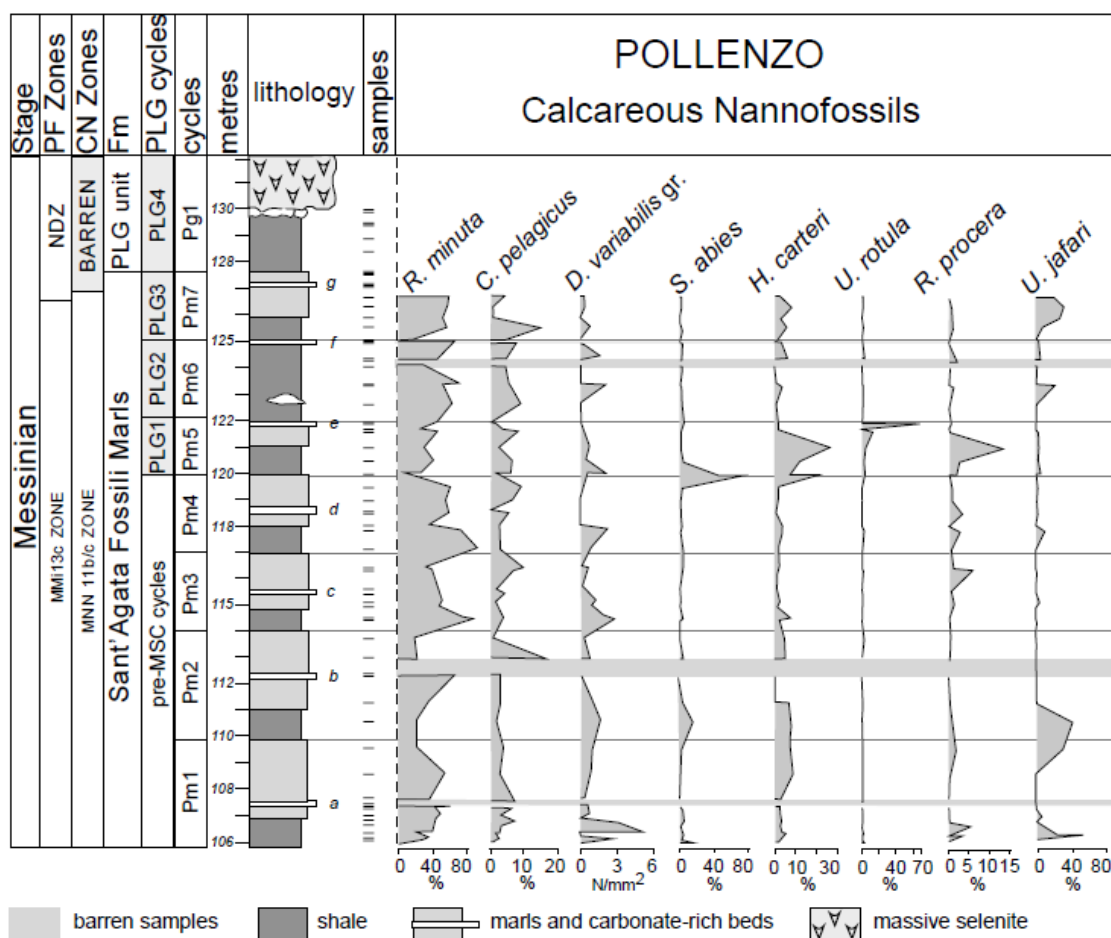 POLLENZO
Calcareous Nannofossils
Stage
PF Zones
CN Zones
Fm
PLG cycles
cycles
metres
lithology
samples
Messinian
NDZ
MMi13c ZONE
BARREN
MNN 11b/c ZONE
PLG unit
Sant'Agata Fossili Marls
PLG4
PLG3
PLG2
PLG1
pre-MSC cycles
Pg1
Pm7
Pm6
Pm5
Pm4
Pm3
Pm2
Pm1
130
128
125
122
120
118
115
112
110
108
106
g
f
e
d
c
b
a
R. minuta
C. pelagicus
D. variabilis gr.
S. abies
H. carteri
U. rotula
R. procera
U. jafari
0 40 80
%
0 10 20
%
0 3 6
N/mm2
0 40 80
%
0 10 30
%
0 10 70
%
0 5 10 15
%
0 40 80
%
barren samples
shale
marls and carbonate-rich beds
massive selenite